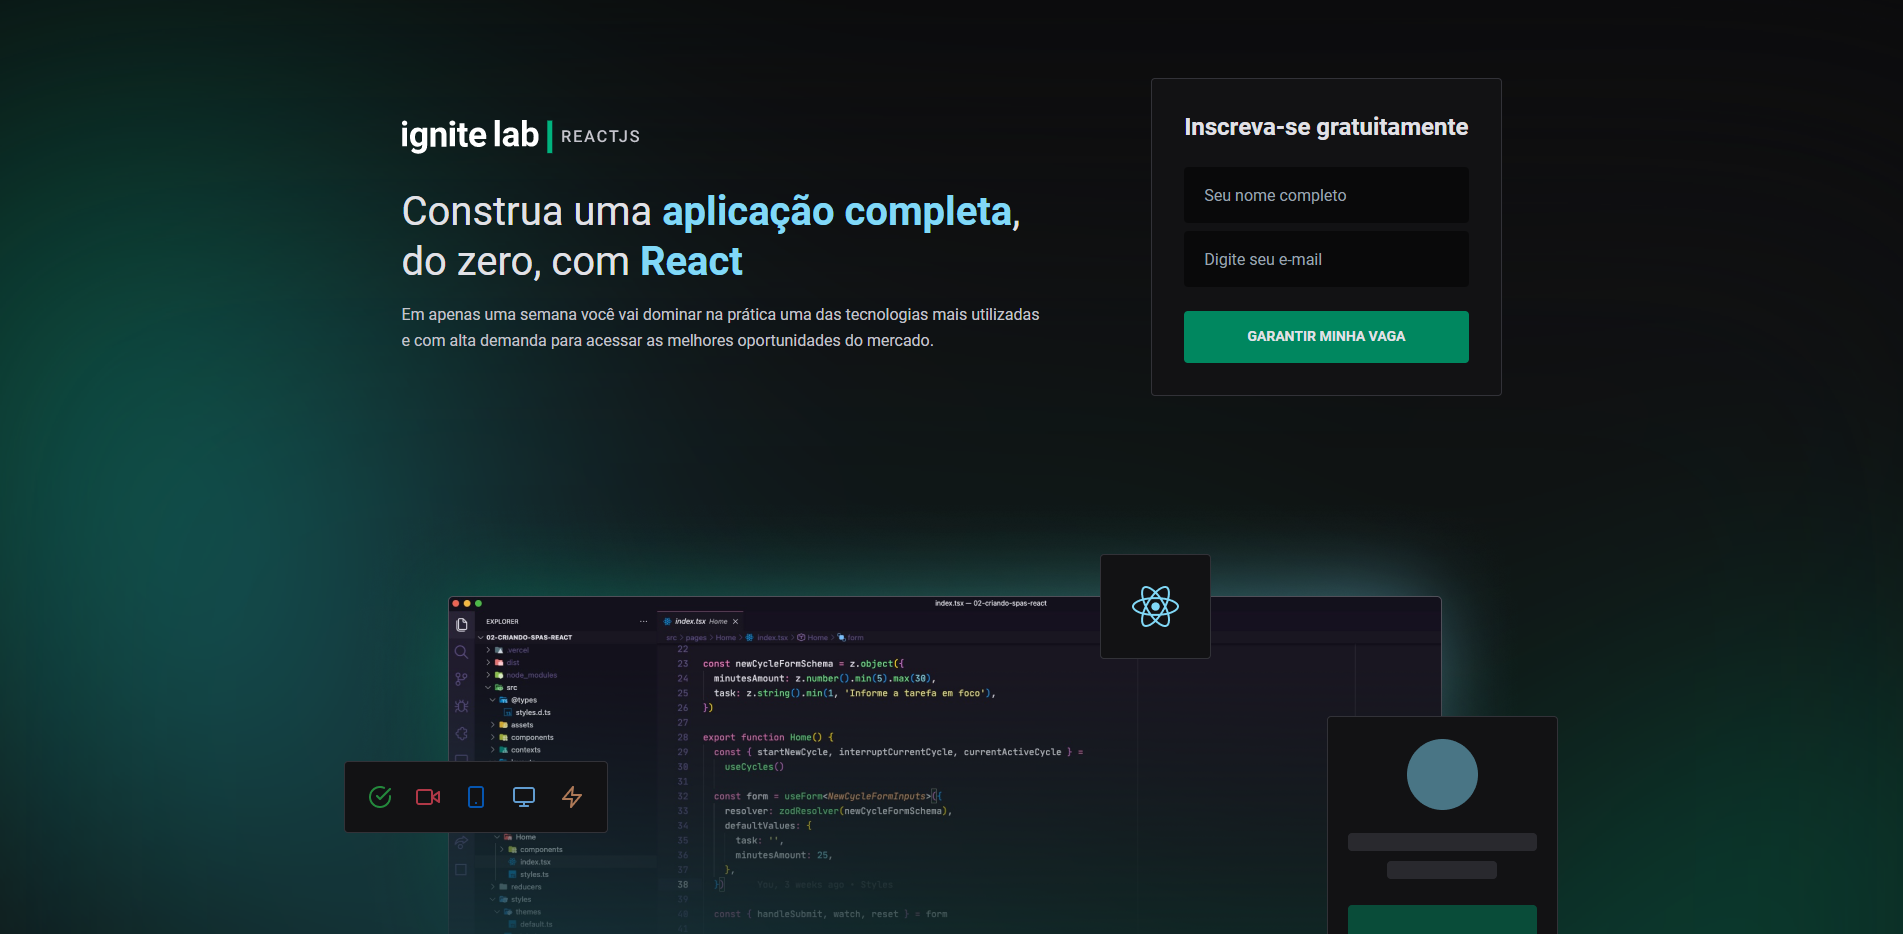 ignite lab | REACTJS
Construa uma aplicação completa,
do zero, com React
Em apenas uma semana você vai dominar na prática uma das tecnologias mais utilizadas
e com alta demanda para acessar as melhores oportunidades do mercado.
Inscreva-se gratuitamente
Seu nome completo
Digite seu e-mail
GARANTIR MINHA VAGA
index.tsx — 02-criando-spas-react
EXPLORER
02-CRIANDO-SPAS-REACT
.vercel
dist
node_modules
src
@types
styles.d.ts
assets
components
contexts
Home
components
index.tsx
styles.ts
reducers
styles
themes
default.ts
index.tsx Home
src > pages > Home > index.tsx > Home > form
22
23 const newCycleFormSchema = z.object({
24 minutesAmount: z.number().min(5).max(30),
25 task: z.string().min(1, 'Informe a tarefa em foco'),
26 })
27
28 export function Home() {
29 const { startNewCycle, interruptCurrentCycle, currentActiveCycle } =
30 useCycles()
31
32 const form = useForm<NewCycleFormInputs>({
33 resolver: zodResolver(newCycleFormSchema),
34 defaultValues: {
35 task: '',
36 minutesAmount: 25,
37 },
38 }) You, 3 weeks ago • Styles
39
40 const { handleSubmit, watch, reset } = form
41